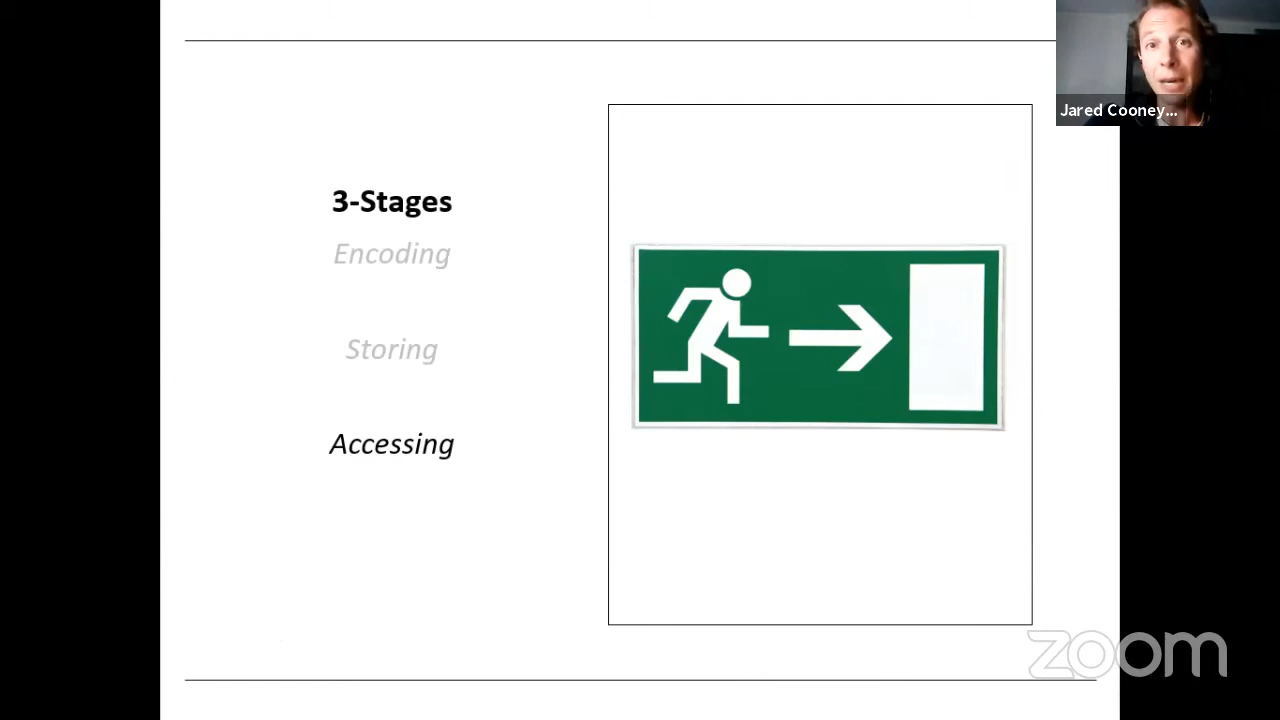 3-Stages
Encoding
Storing
Accessing
Jared Cooney...
zoom